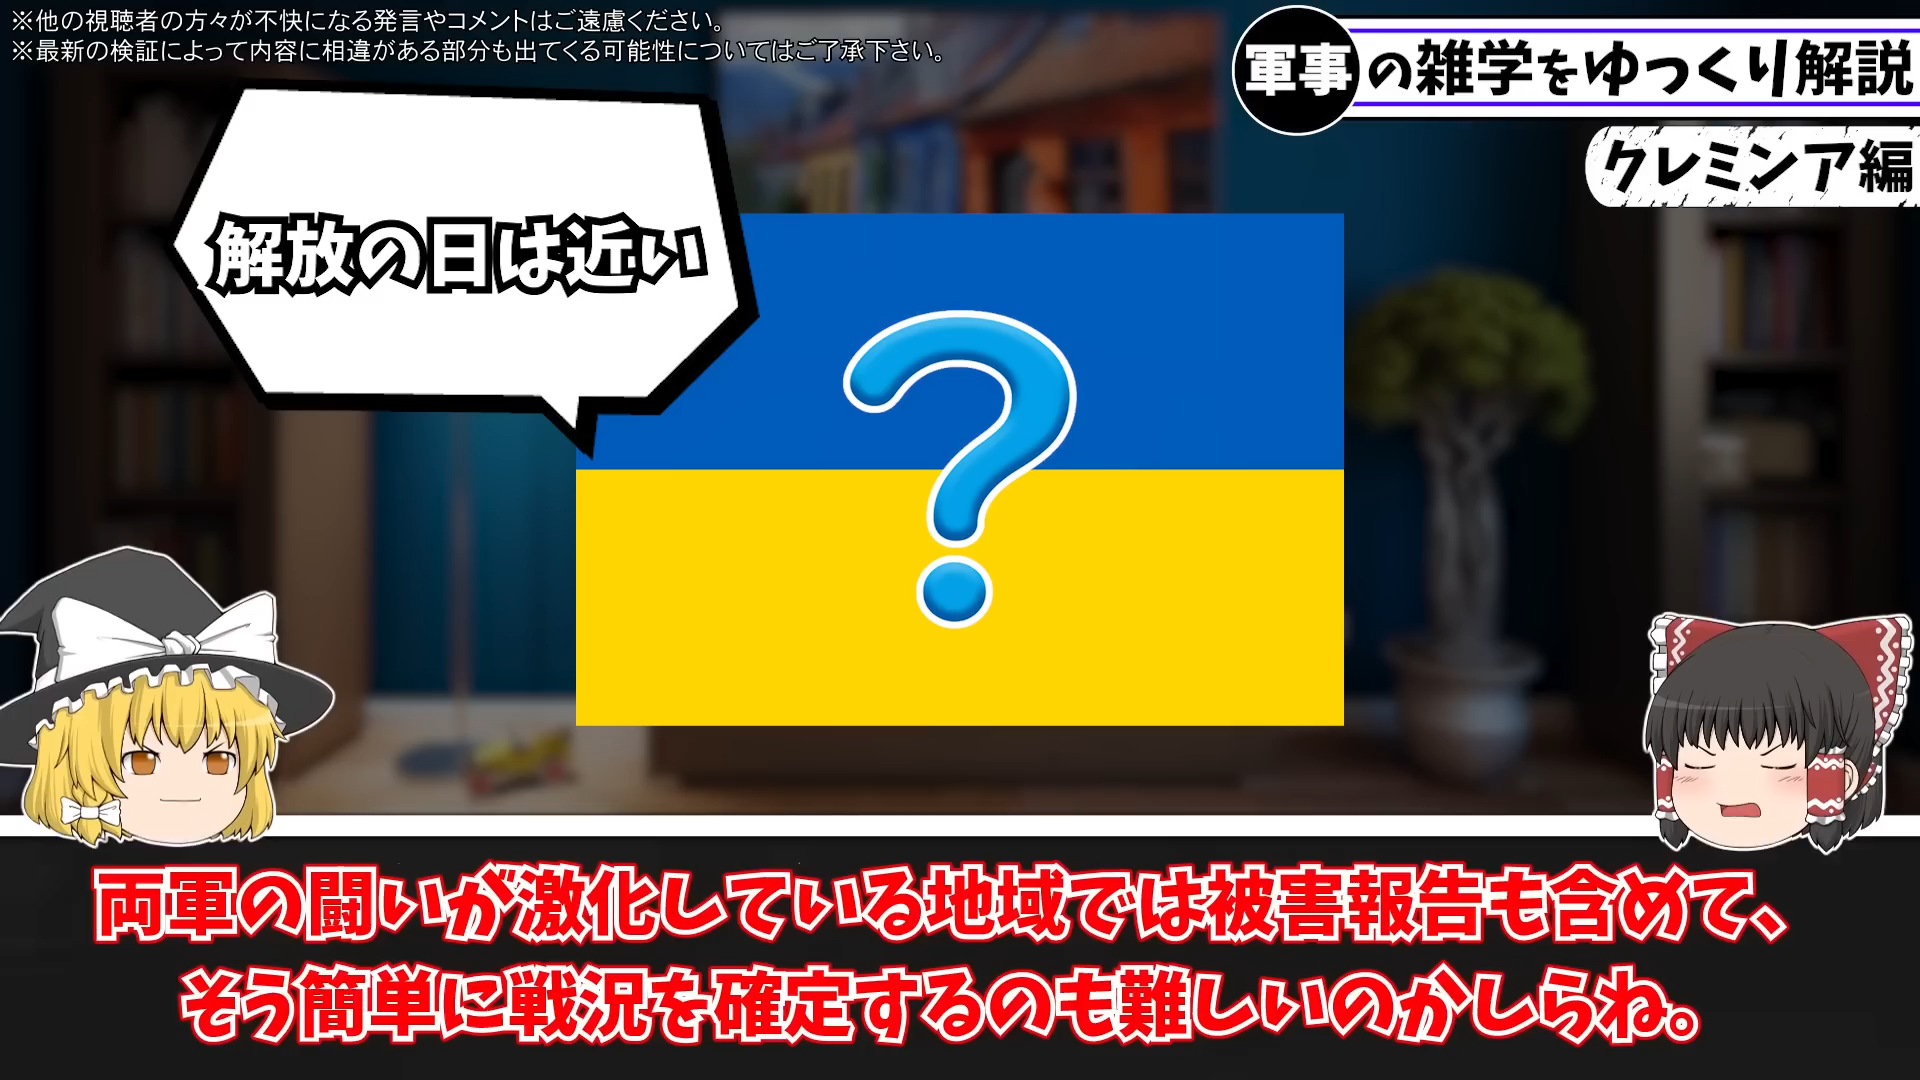 ※他の視聴者の方々が不快になる発言やコメントはご遠慮ください。
※最新の検証によって内容に相違がある部分も出てくる可能性についてはご了承下さい。
軍事の雑学をゆっくり解説
クレミンア編
解放の日は近い
?
両軍の闘いが激化している地域では被害報告も含めて、
そう簡単に戦況を確定するのも難しいのかしらね。